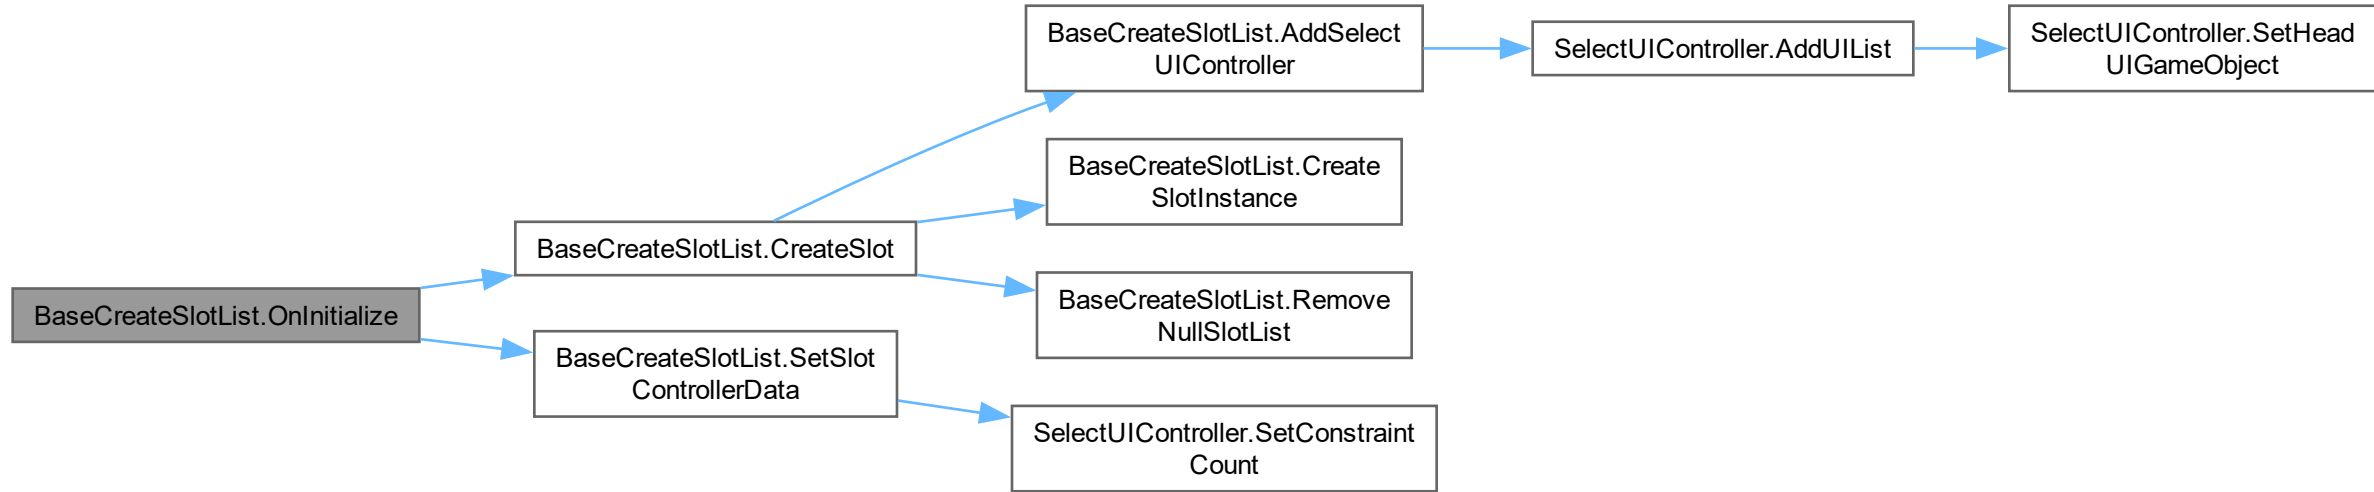 BaseCreateSlotList.OnInitialize
BaseCreateSlotList.CreateSlot
BaseCreateSlotList.AddSelect
UIController
SelectUIController.AddUIList
SelectUIController.SetHead
UIGameObject
BaseCreateSlotList.Create
SlotInstance
BaseCreateSlotList.Remove
NullSlotList
BaseCreateSlotList.SetSlot
ControllerData
SelectUIController.SetConstraint
Count